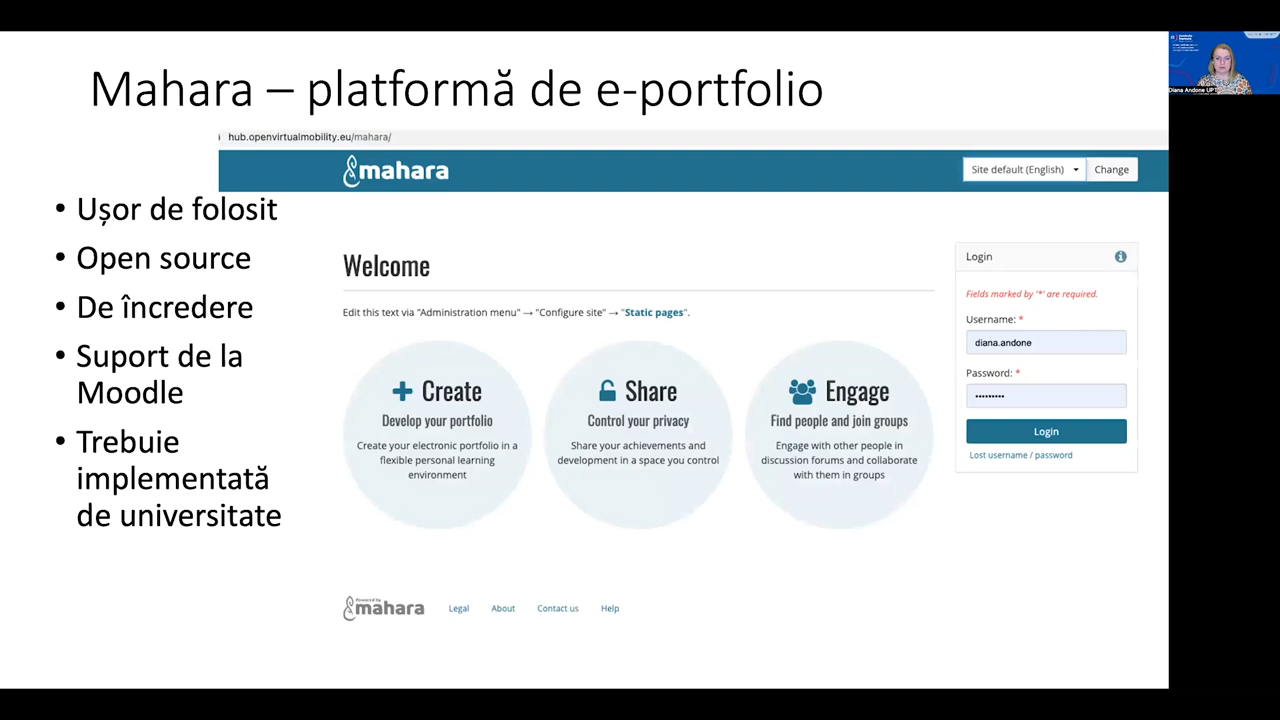 Mahara – platformă de e-portfolio
Diana Andone UPT
hub.openvirtualmobility.eu/mahara/
mahara
Site default (English)
Change
• Ușor de folosit
• Open source
• De încredere
• Suport de la
Moodle
• Trebuie
implementată
de universitate
Welcome
Edit this text via "Administration menu" → "Configure site" → "Static pages".
Create
Develop your portfolio
Create your electronic portfolio in a
flexible personal learning
environment
Share
Control your privacy
Share your achievements and
development in a space you control
Engage
Find people and join groups
Engage with other people in
discussion forums and collaborate
with them in groups
Login
Fields marked by '*' are required.
Username: *
diana.andone
Password: *
•••••••••
Login
Lost username / password
Powered by
mahara
Legal
About
Contact us
Help